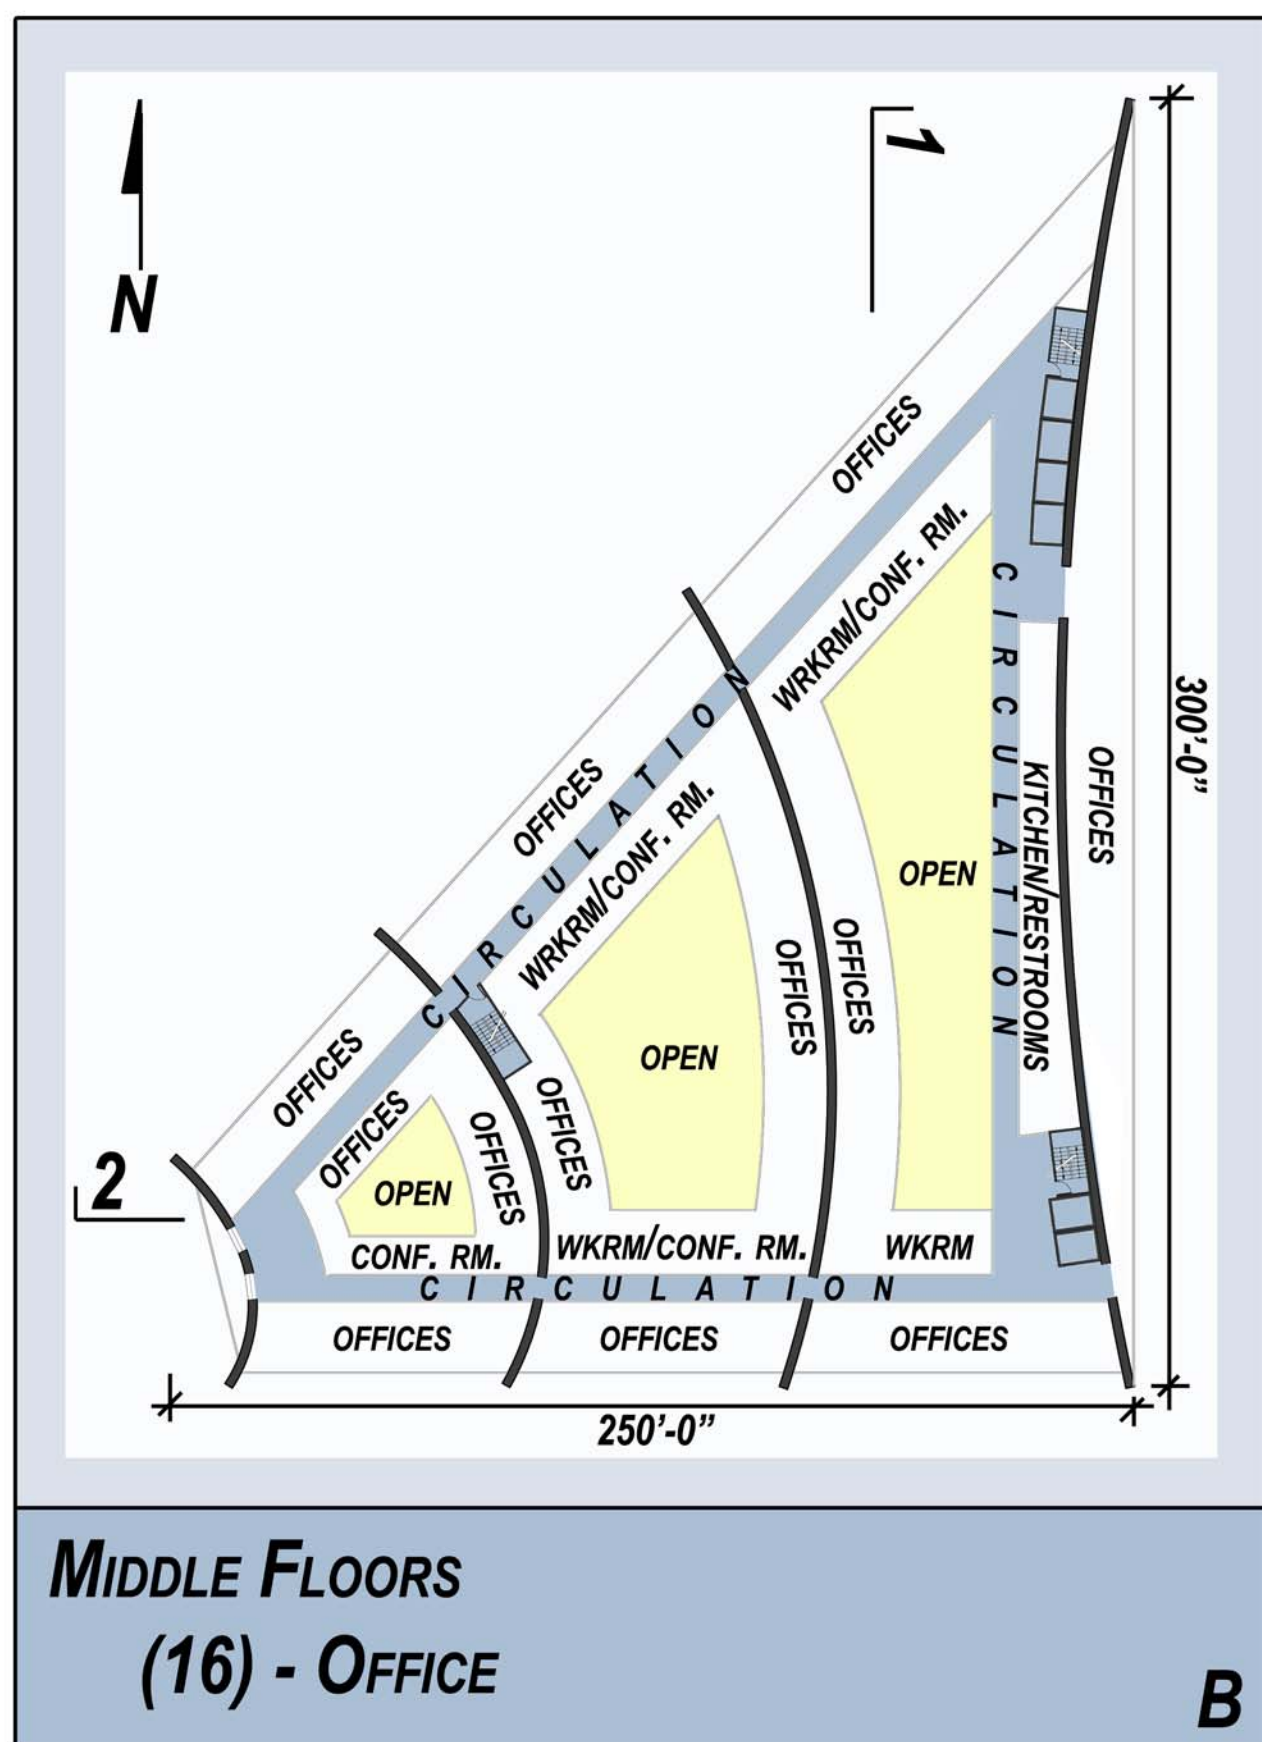 1
N
OFFICES
WRKRM/CONF. RM.
CIRCULATION
300'-0”
OFFICES
KITCHEN/RESTROOMS
OPEN
OFFICES
CIRCULATION
WRKRM/CONF. RM.
OFFICES
OFFICES
OPEN
OFFICES
OFFICES
OFFICES
OFFICES
OPEN
2
CONF. RM.
WKRM/CONF. RM.
WKRM
CIRCULATION
OFFICES
OFFICES
OFFICES
250'-0”
MIDDLE FLOORS
(16) - OFFICE
B